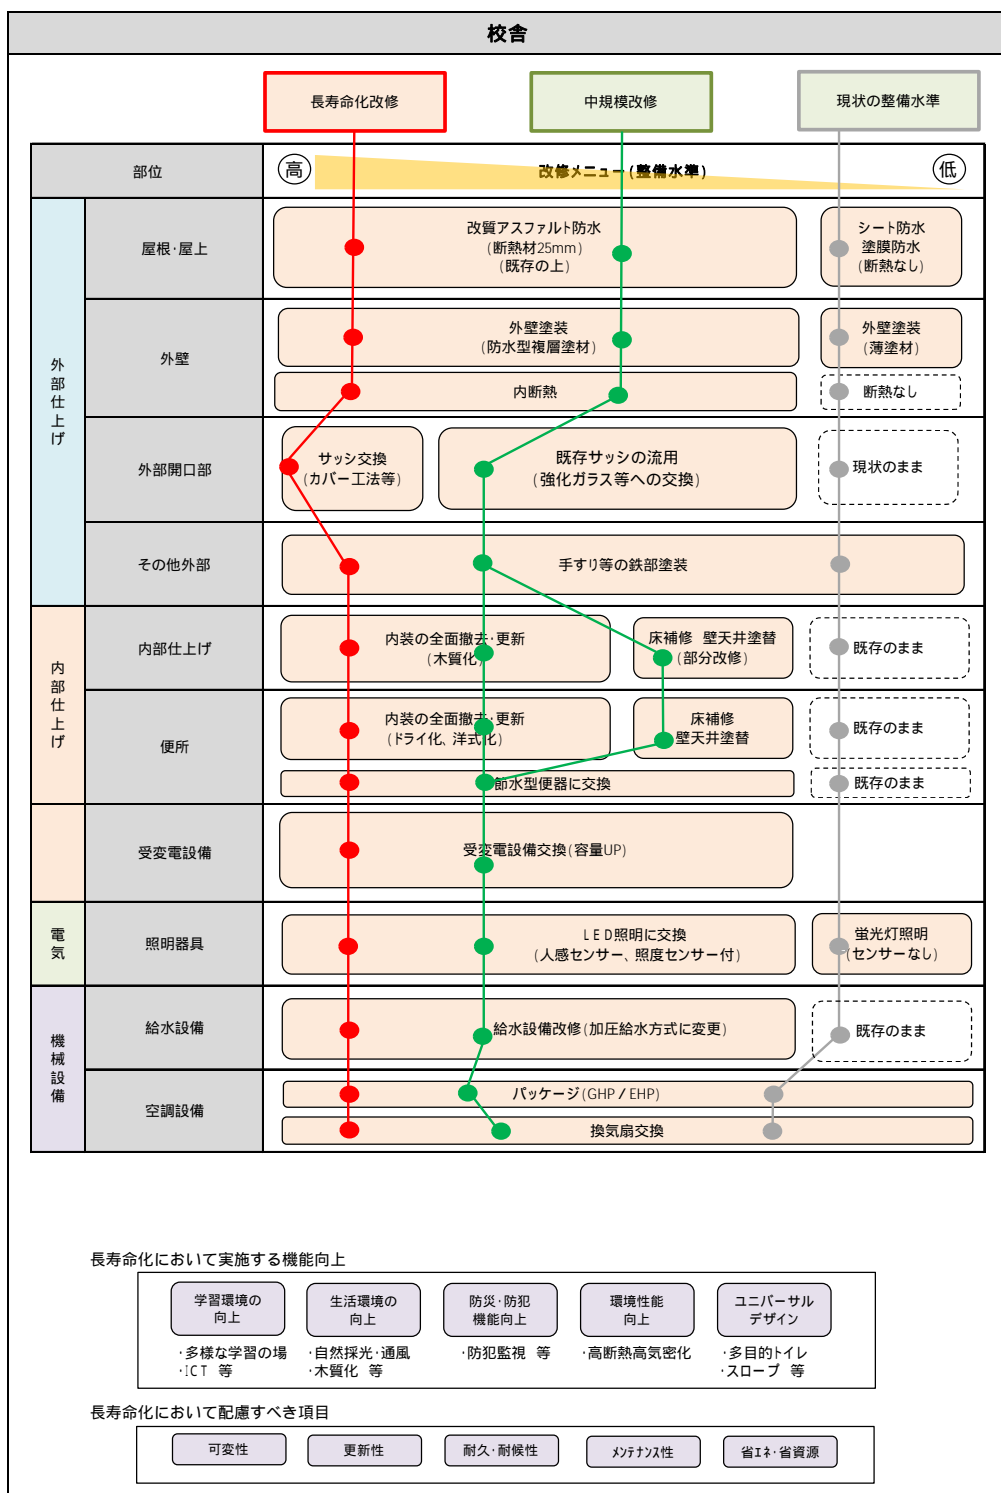 校舎
長寿命化改修
中規模改修
現状の整備水準
部位
高
改修メニュー(整備水準)
低
外部仕上げ
屋根・屋上
改質アスファルト防水
(断熱材25mm)
(既存の上)
シート防水
塗膜防水
(断熱なし)
外壁
外壁塗装
(防水型複層塗材)
外壁塗装
(薄塗材)
内断熱
断熱なし
外部開口部
サッシ交換
(カバー工法等)
既存サッシの流用
(強化ガラス等への交換)
現状のまま
その他外部
手すり等の鉄部塗装
内部仕上げ
内部仕上げ
内装の全面撤去・更新
(木質化)
床補修 壁天井塗替
(部分改修)
既存のまま
便所
内装の全面撤去・更新
(ドライ化、洋式化)
床補修
壁天井塗替
既存のまま
節水型便器に交換
既存のまま
受変電設備
受変電設備交換(容量UP)
電気
照明器具
LED照明に交換
(人感センサー、照度センサー付)
蛍光灯照明
(センサーなし)
機械設備
給水設備
給水設備改修(加圧給水方式に変更)
既存のまま
空調設備
パッケージ(GHP/EHP)
換気扇交換
長寿命化において実施する機能向上
学習環境の
向上
生活環境の
向上
防災・防犯
機能向上
環境性能
向上
ユニバーサル
デザイン
・多様な学習の場
・ICT 等
・自然採光・通風
・木質化 等
・防犯監視 等
・高断熱高気密化
・多目的トイレ
・スロープ 等
長寿命化において配慮すべき項目
可変性
更新性
耐久・耐候性
メンテナンス性
省エネ・省資源